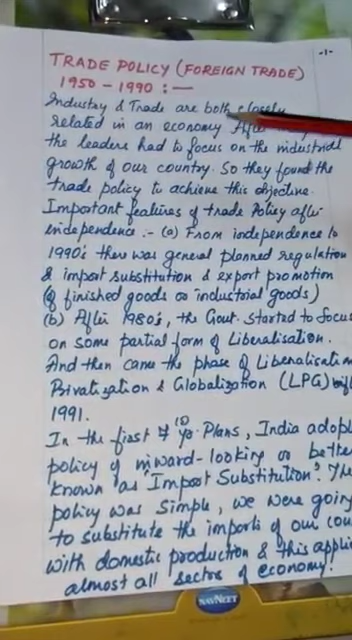 -1-
TRADE POLICY (FOREIGN TRADE)
1950 - 1990 :—
Industry & Trade are both closely
related in an economy After
the leaders had to focus on the industrial
growth of our country. So they found the
trade policy to achieve this objective.
Important features of trade Policy after
independence :- (a) From independence to
1990's there was general planned regulation
& import substitution & export promotion
(of finished goods or industrial goods)
(b) After 1980's, the Govt. started to focus
on some partial form of Liberalisation.
And then came the phase of Liberalisation
Privatization & Globalization (LPG)
1991.
In the first 7 5 yr. Plans, India adop
policy of inward-looking or better
known as 'Import Substitution'. The
policy was simple, we were going
to substitute the imports of our cou
with domestic production & this appli
almost all sectors of economy.
NAVNEET